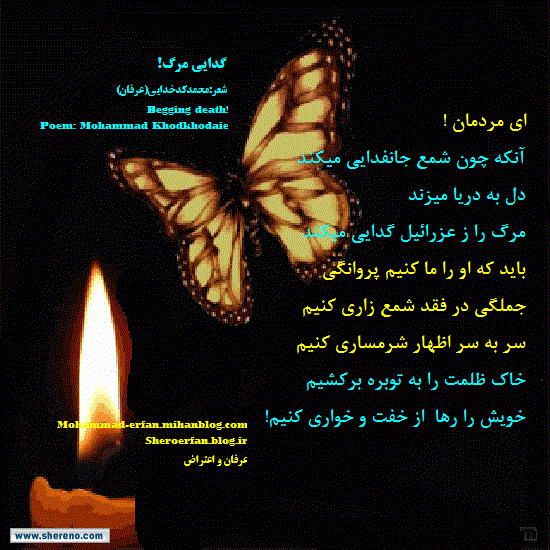 گدایی مرگ!
شعر:محمدکدخدایی(عرفان)
Begging death!
Poem: Mohammad Khodkhodaie
ای مردمان !
آنکه چون شمع جانفدایی میکند
دل به دریا میزند
مرگ را ز عزرائیل گدایی میکند
باید که او را ما کنیم پروانگی
جملگی در فقد شمع زاری کنیم
سر به سر اظهار شرمساری کنیم
خاک ظلمت را به توبره برکشیم
خویش را رها از خفت و خواری کنیم!
Mohammad-erfan.mihanblog.com
Sheroerfan.blog.ir
عرفان و اعتراض
www.shereno.com